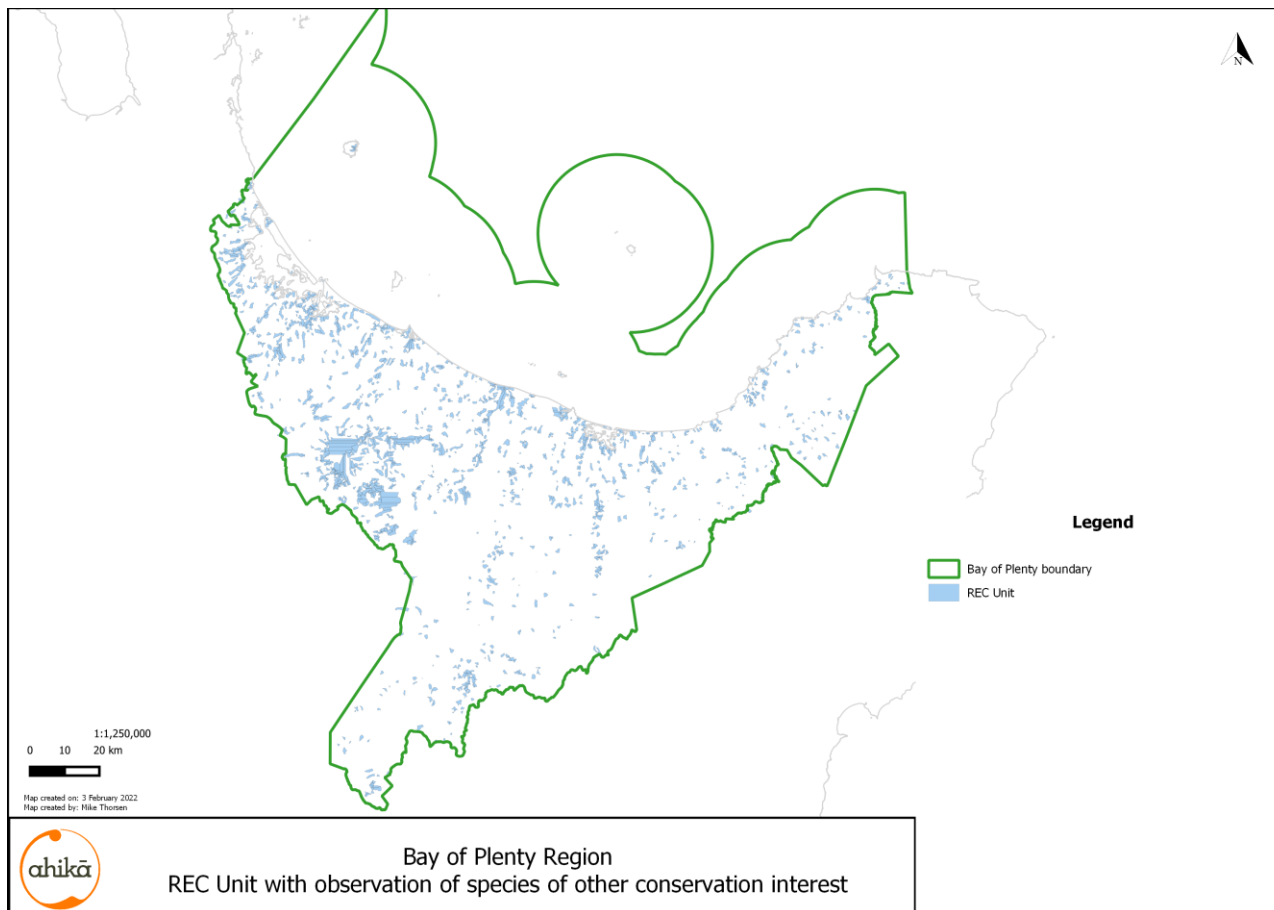 N
Legend
Bay of Plenty boundary
REC Unit
1:1,250,000
0 10 20 km
Map created on: 3 February 2022
Map created by: Mike Thorsen
ahikā
Bay of Plenty Region
REC Unit with observation of species of other conservation interest